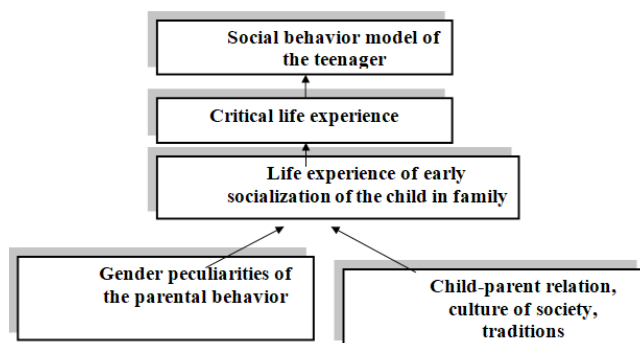 Social behavior model of
the teenager
Critical life experience
Life experience of early
socialization of the child in family
Gender peculiarities of
the parental behavior
Child-parent relation,
culture of society,
traditions